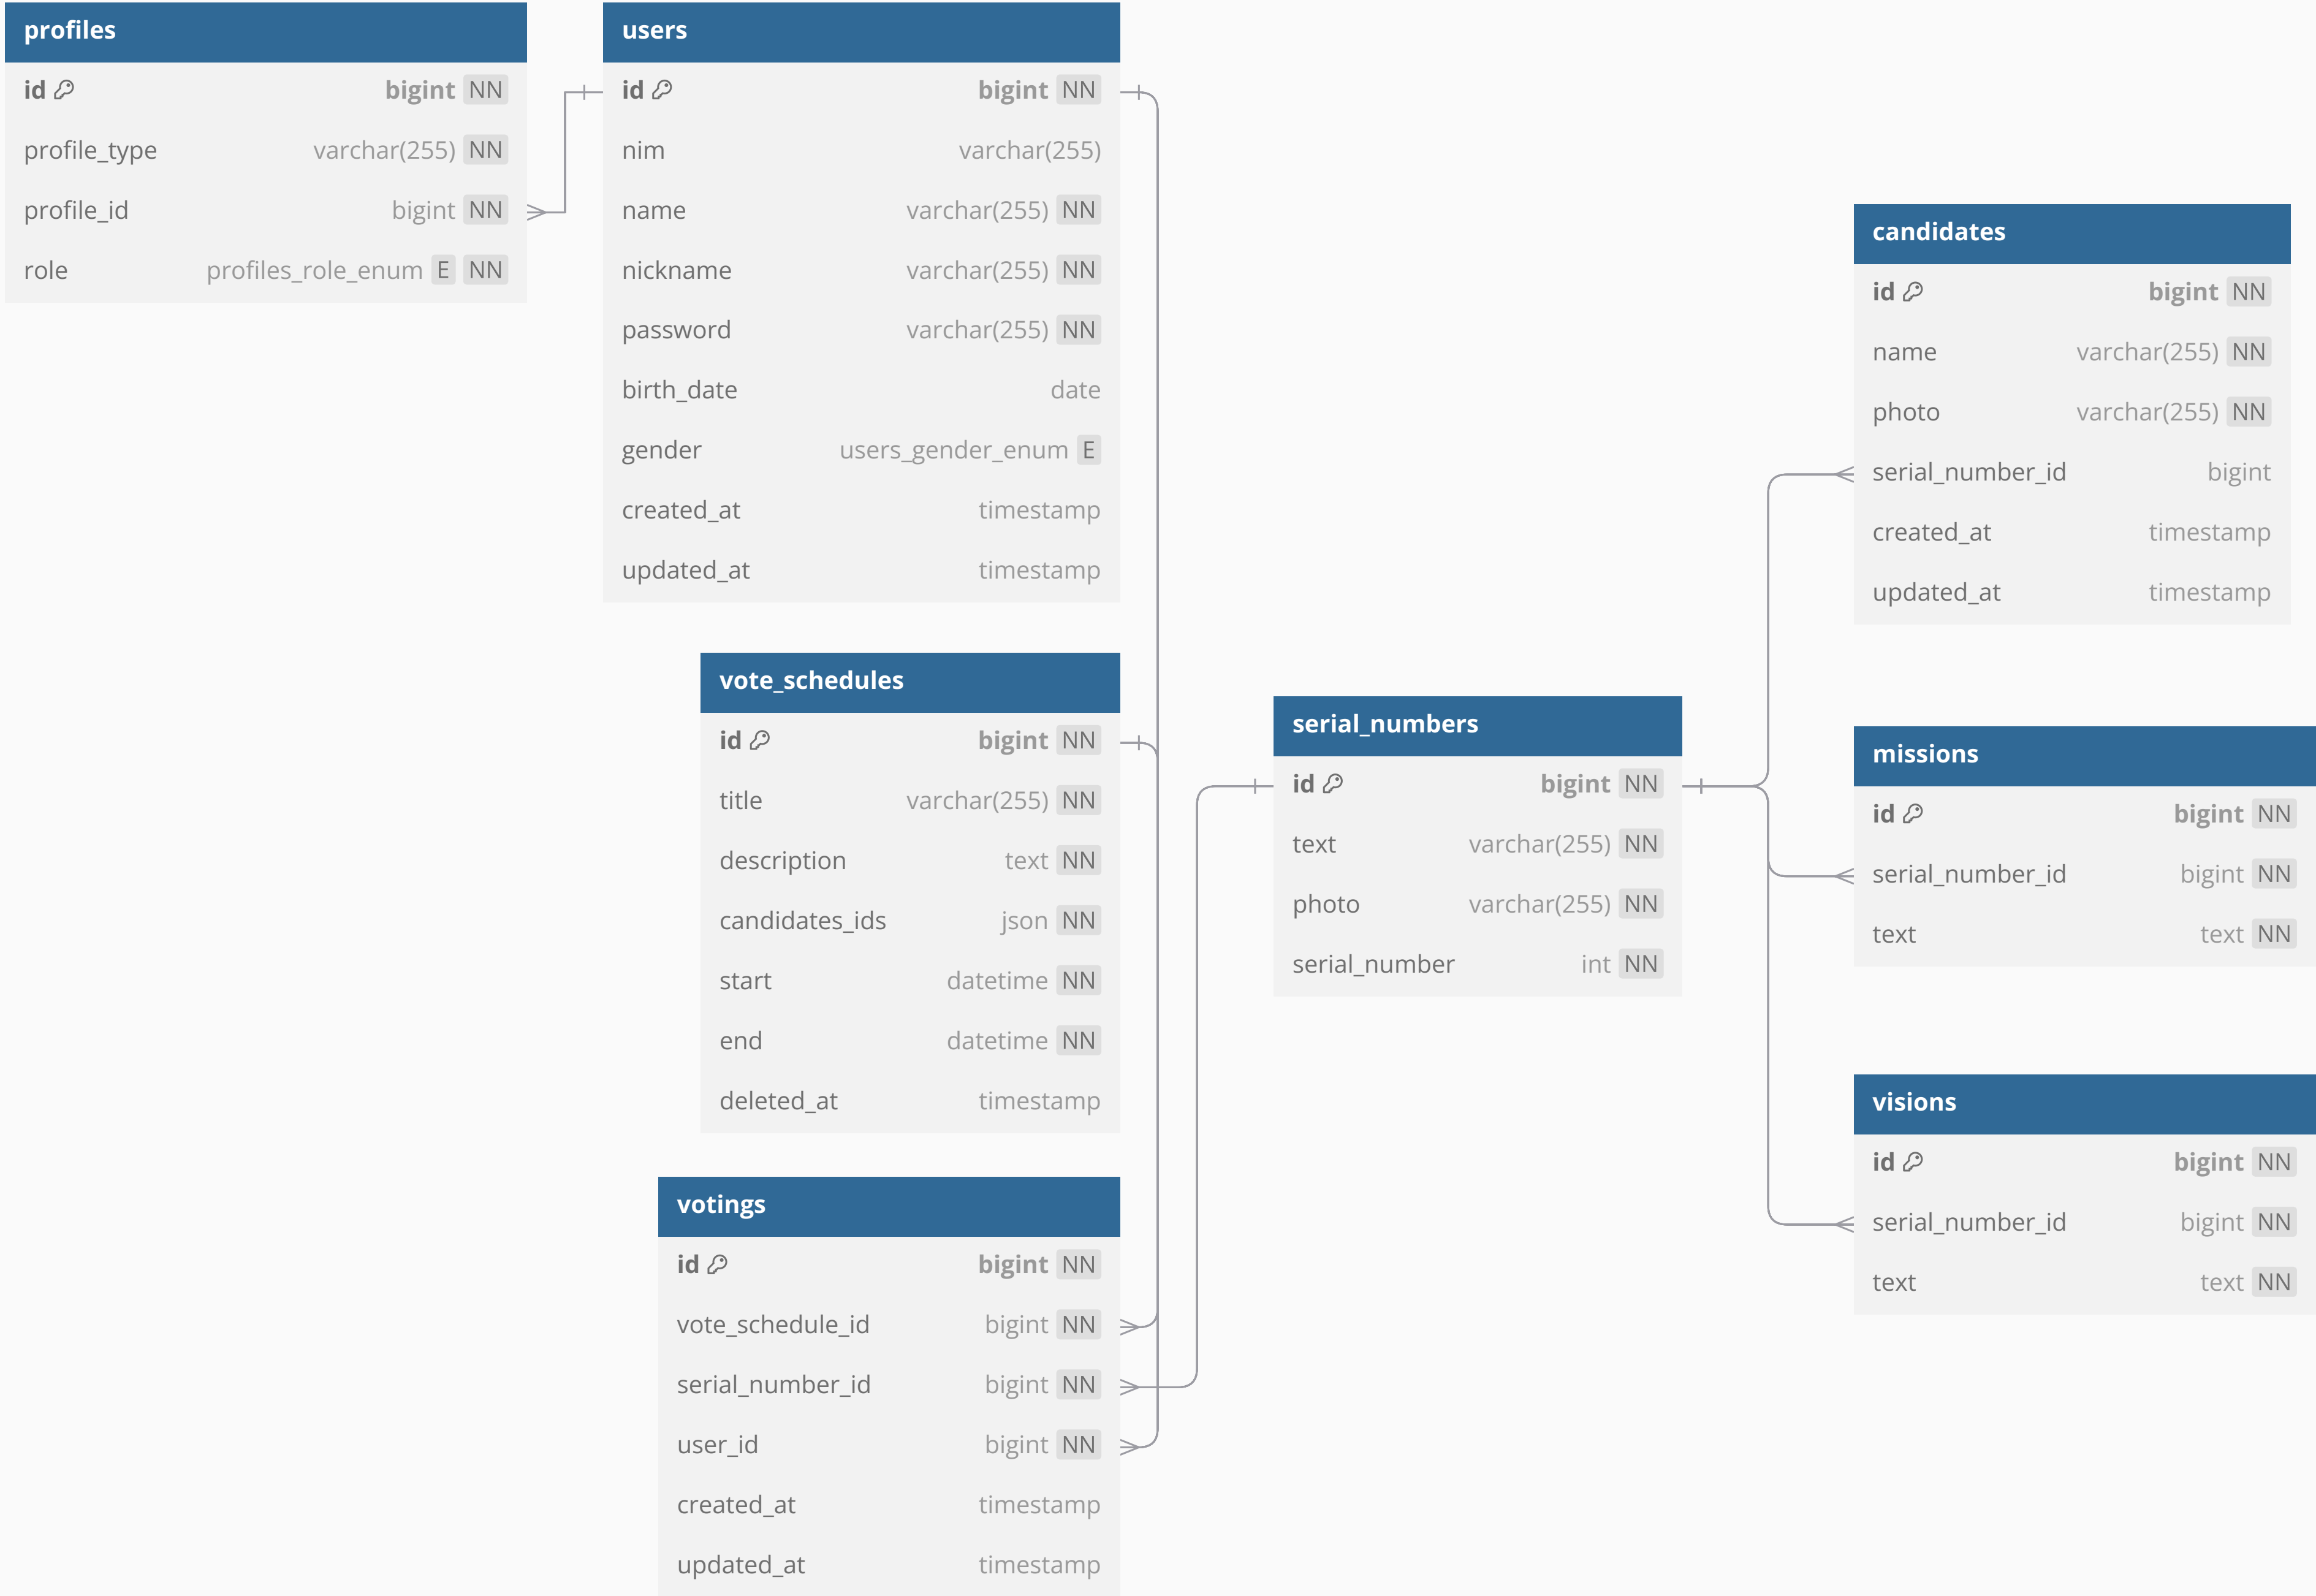 profiles
id bigint NN
profile_type varchar(255) NN
profile_id bigint NN
role profiles_role_enum E NN
users
id bigint NN
nim varchar(255)
name varchar(255) NN
nickname varchar(255) NN
password varchar(255) NN
birth_date date
gender users_gender_enum E
created_at timestamp
updated_at timestamp
vote_schedules
id bigint NN
title varchar(255) NN
description text NN
candidates_ids json NN
start datetime NN
end datetime NN
deleted_at timestamp
votings
id bigint NN
vote_schedule_id bigint NN
serial_number_id bigint NN
user_id bigint NN
created_at timestamp
updated_at timestamp
serial_numbers
id bigint NN
text varchar(255) NN
photo varchar(255) NN
serial_number int NN
candidates
id bigint NN
name varchar(255) NN
photo varchar(255) NN
serial_number_id bigint
created_at timestamp
updated_at timestamp
missions
id bigint NN
serial_number_id bigint NN
text text NN
visions
id bigint NN
serial_number_id bigint NN
text text NN